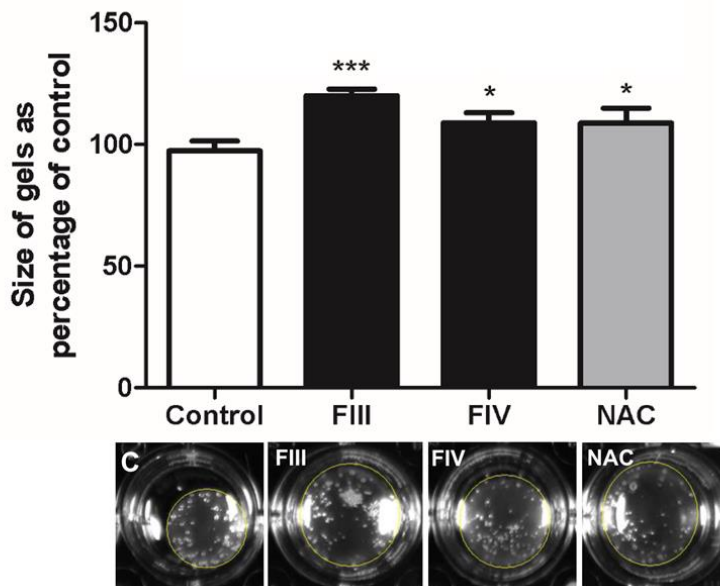 Size of gels as
percentage of control
150
100
50
0
***
*
*
Control FIII FIV NAC
C FIII FIV NAC